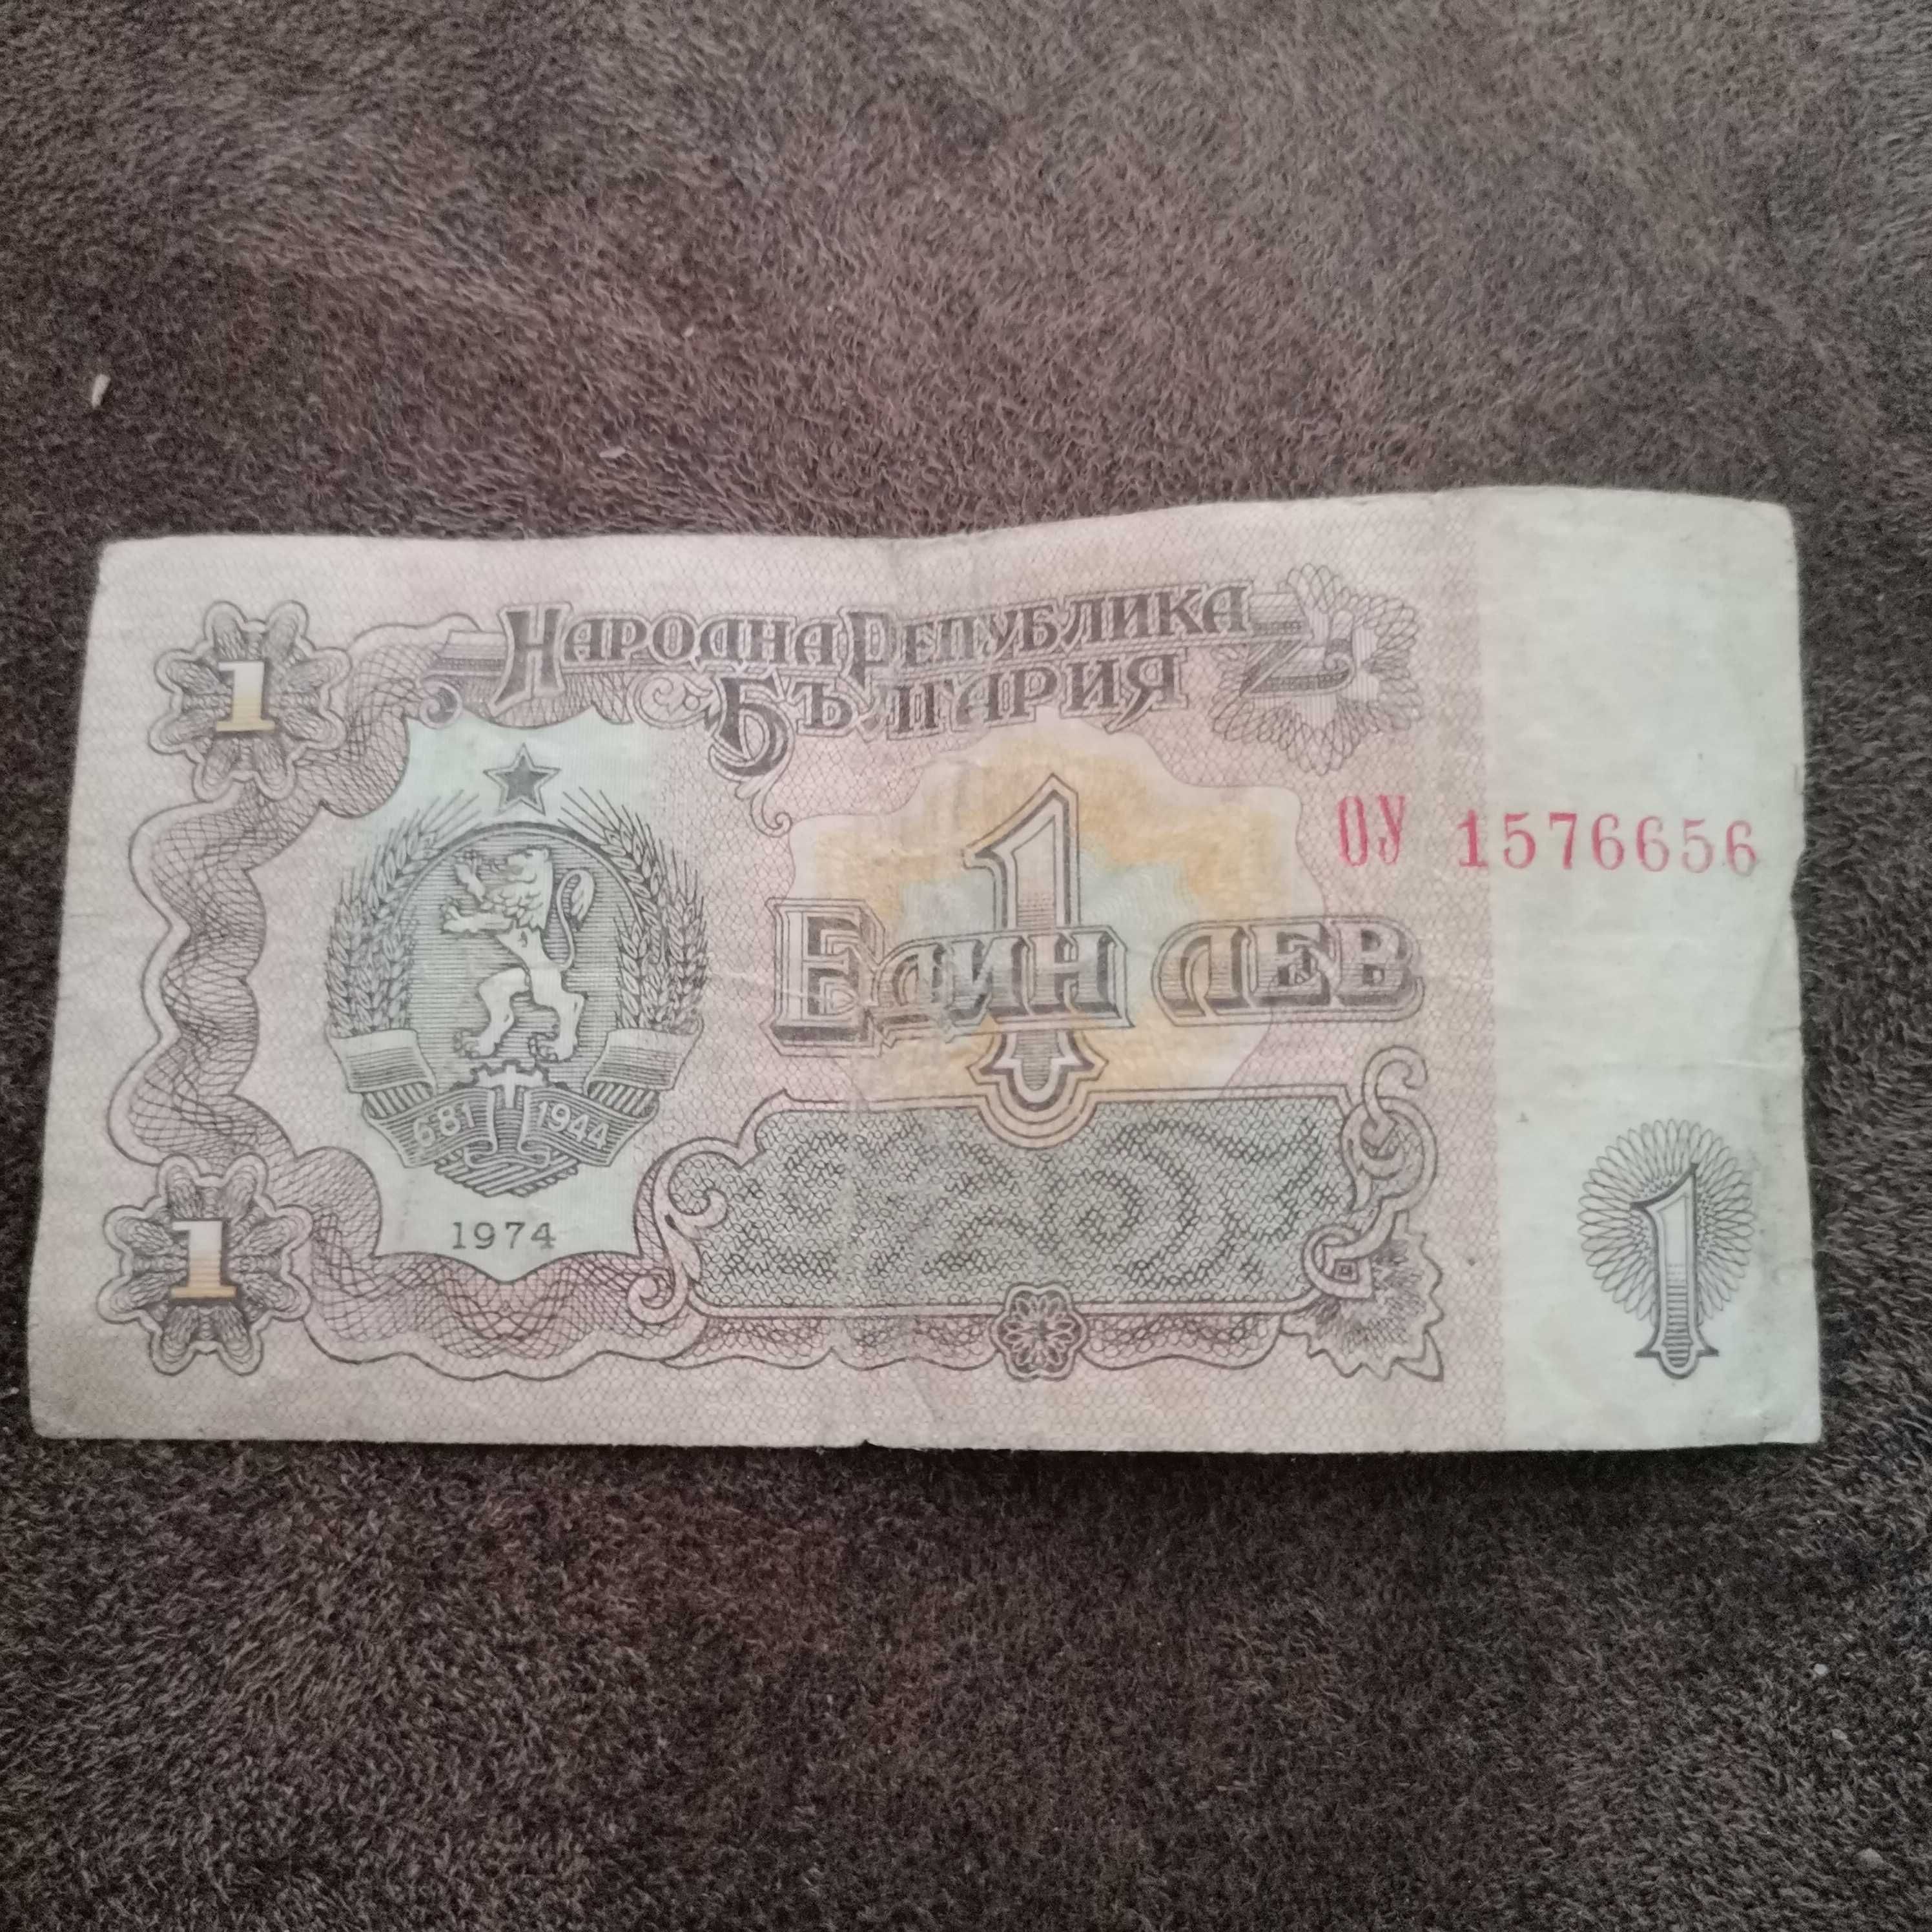 1
НАРОДНА РЕПУБЛИКА
БЪЛГАРИЯ
ОУ 1576656
1
ЕДИН ЛЕВ
681 1944
1974
1
1